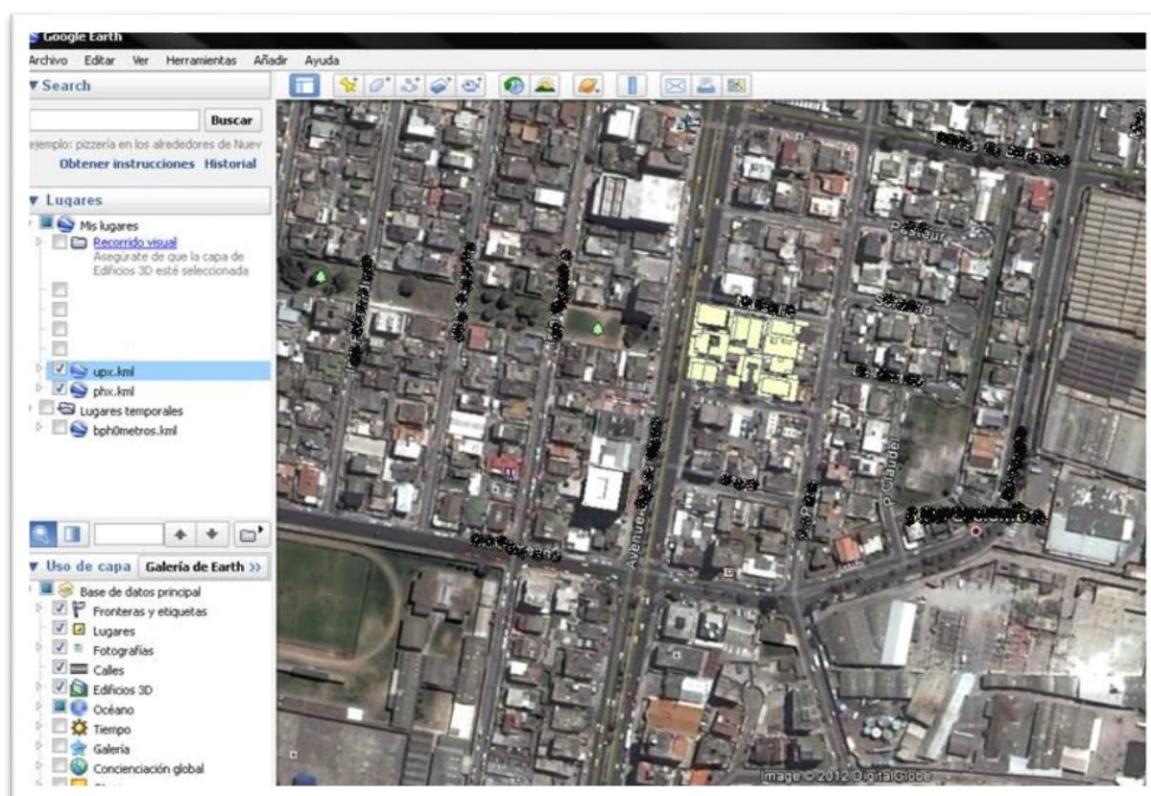 Google Earth
Archivo Editar Ver Herramientas Añadir Ayuda
Search
Buscar
ejemplo: pizzería en los alrededores de Nuev
Obtener instrucciones Historial
Lugares
Mis lugares
Recorrido visual
Asegúrate de que la capa de
Edificios 3D esté seleccionada
upx.kml
phx.kml
Lugares temporales
bph0metros.kml
Uso de capa Galería de Earth >>
Base de datos principal
Fronteras y etiquetas
Lugares
Fotografías
Calles
Edificios 3D
Océano
Tiempo
Galería
Concienciación global
Pasteur
P. Claudel
Avenue
Image © 2012 DigitalGlobe